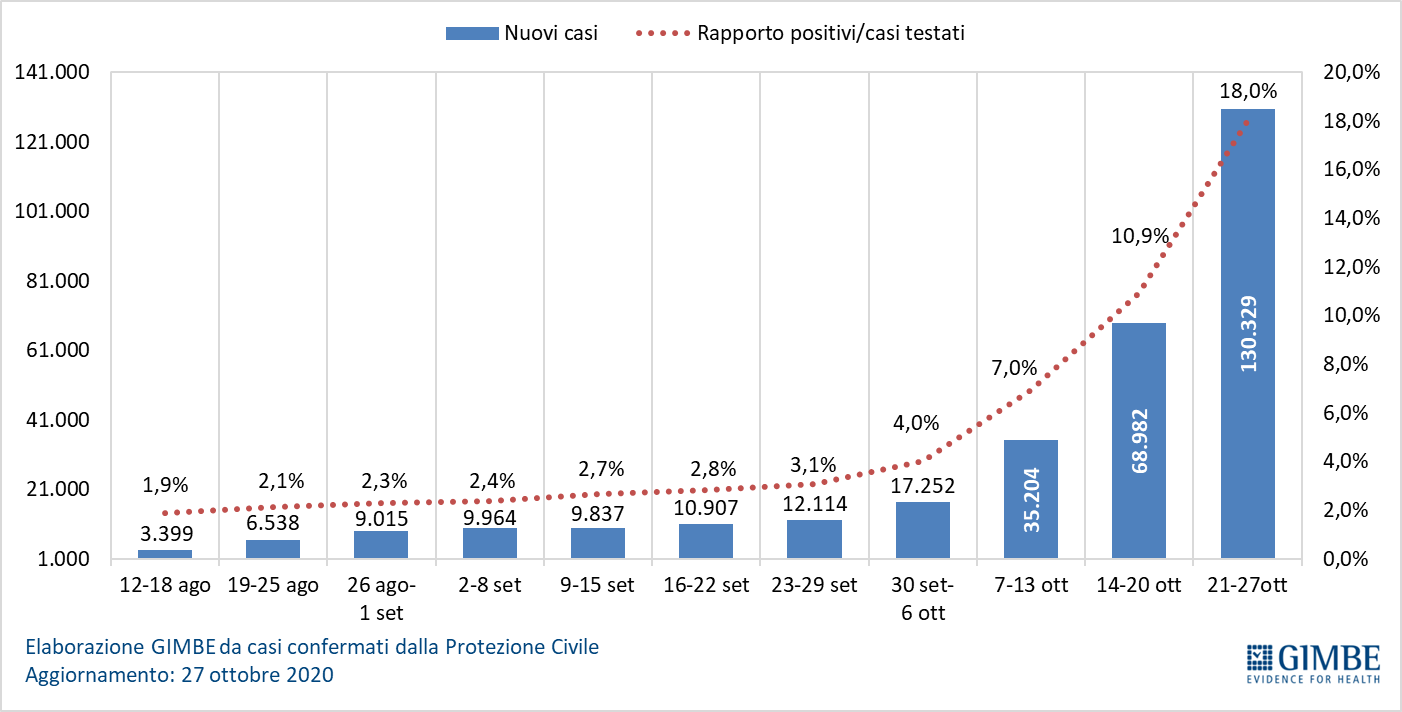 Nuovi casi
Rapporto positivi/casi testati
141.000
121.000
101.000
81.000
61.000
41.000
21.000
1.000
20,0%
18,0%
16,0%
14,0%
12,0%
10,0%
8,0%
6,0%
4,0%
2,0%
0,0%
1,9%
2,1%
2,3%
2,4%
2,7%
2,8%
3,1%
4,0%
7,0%
10,9%
18,0%
3.399
6.538
9.015
9.964
9.837
10.907
12.114
17.252
35.204
68.982
130.329
12-18 ago
19-25 ago
26 ago-
1 set
2-8 set
9-15 set
16-22 set
23-29 set
30 set-
6 ott
7-13 ott
14-20 ott
21-27ott
Elaborazione GIMBE da casi confermati dalla Protezione Civile
Aggiornamento: 27 ottobre 2020
GIMBE
EVIDENCE FOR HEALTH